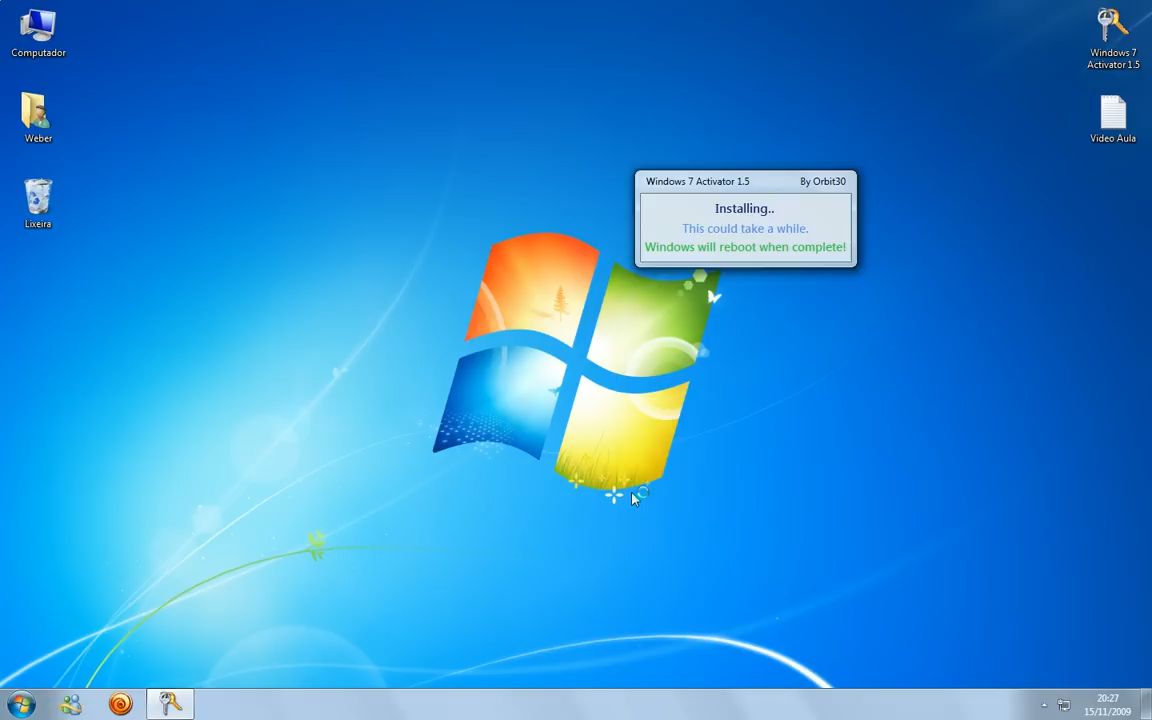 Computador
Weber
Lixeira
Windows 7
Activator 1.5
Video Aula
Windows 7 Activator 1.5 By Orbit30
Installing..
This could take a while.
Windows will reboot when complete!
20:27
15/11/2009